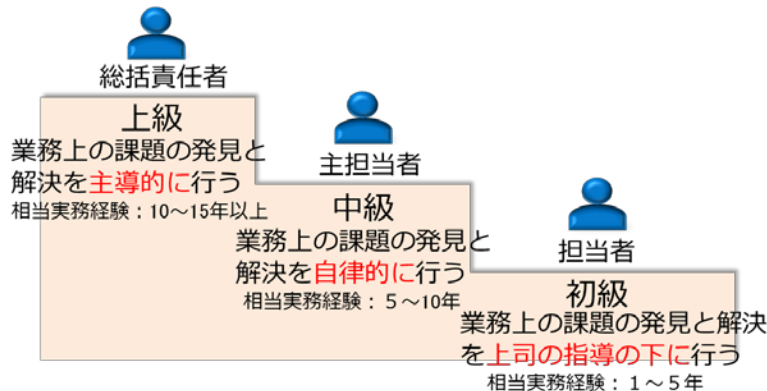 総括責任者
上級
業務上の課題の発見と
解決を主導的に行う
相当実務経験：10～15年以上
主担当者
中級
業務上の課題の発見と
解決を自律的に行う
相当実務経験：５～10年
担当者
初級
業務上の課題の発見と解決
を上司の指導の下に行う
相当実務経験：１～５年